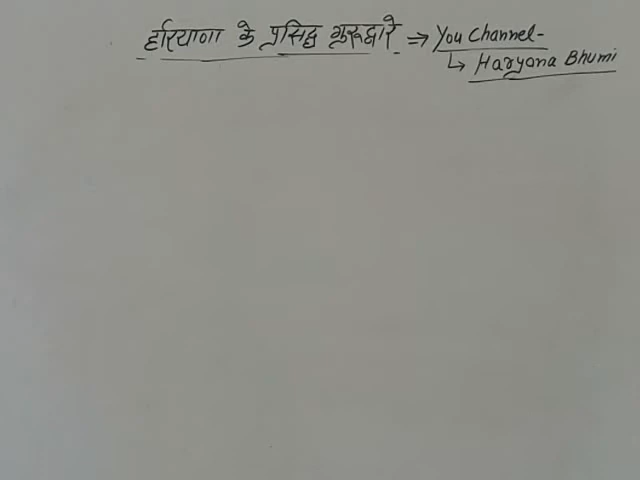 हरियाणा के प्रसिद्ध गुरूद्वारे ⇒ You Channel-
↳ Haryana Bhumi